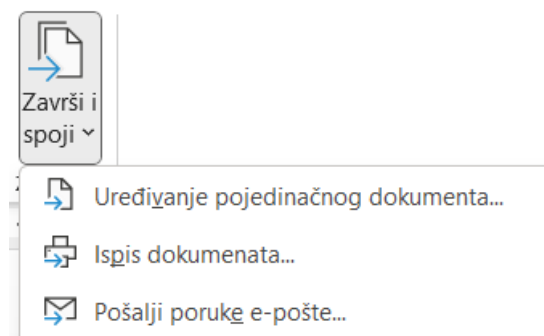 Završi i
spoji
Uređivanje pojedinačnog dokumenta...
Ispis dokumenata...
Pošalji poruke e-pošte...